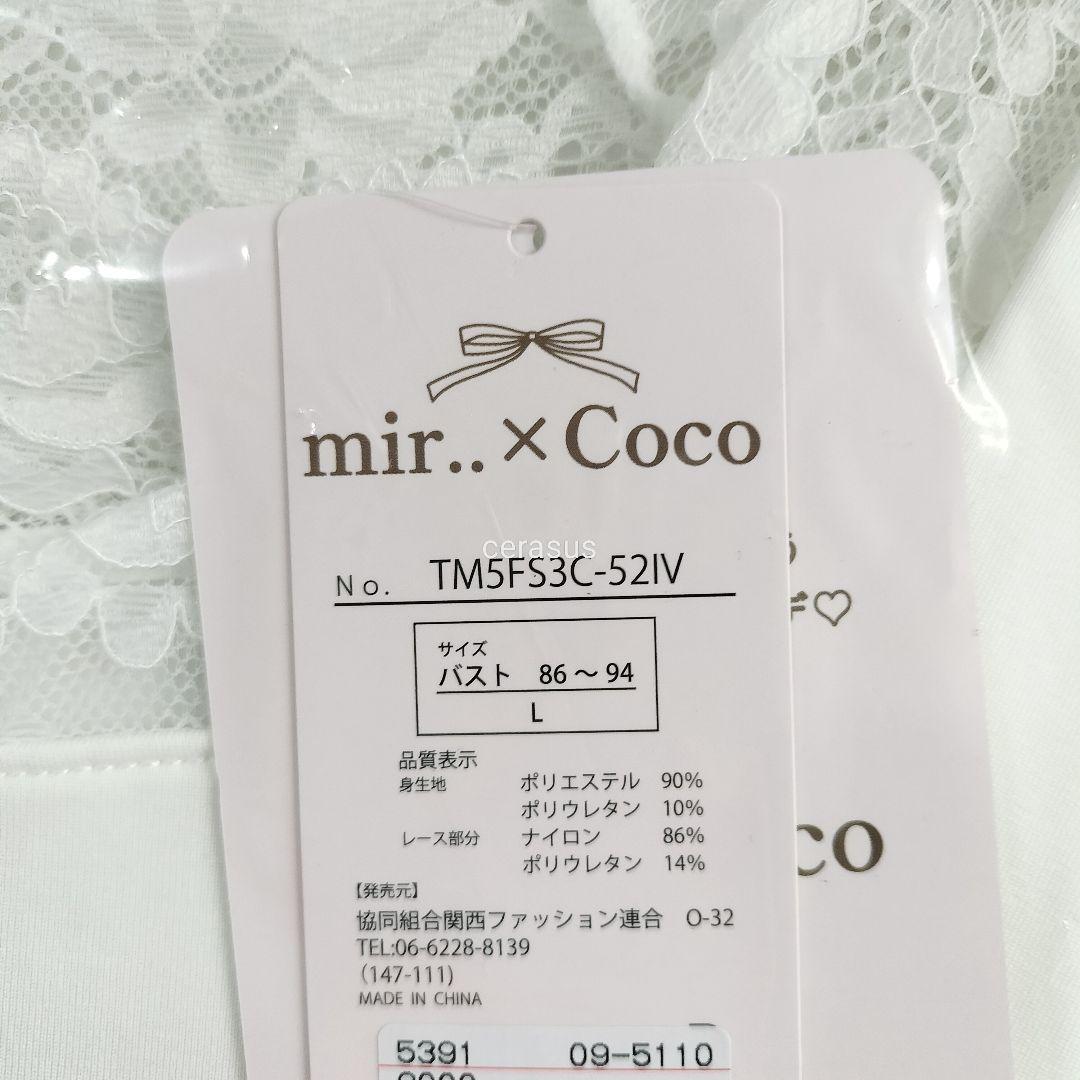 mir..×Coco
cerasus
No. TM5FS3C-52IV
サイズ
バスト 86～94
L
品質表示
身生地 ポリエステル 90%
ポリウレタン 10%
レース部分 ナイロン 86%
ポリウレタン 14%
【発売元】
協同組合関西ファッション連合 O-32
TEL:06-6228-8139
(147-111)
MADE IN CHINA
5391 09-5110
♡
co